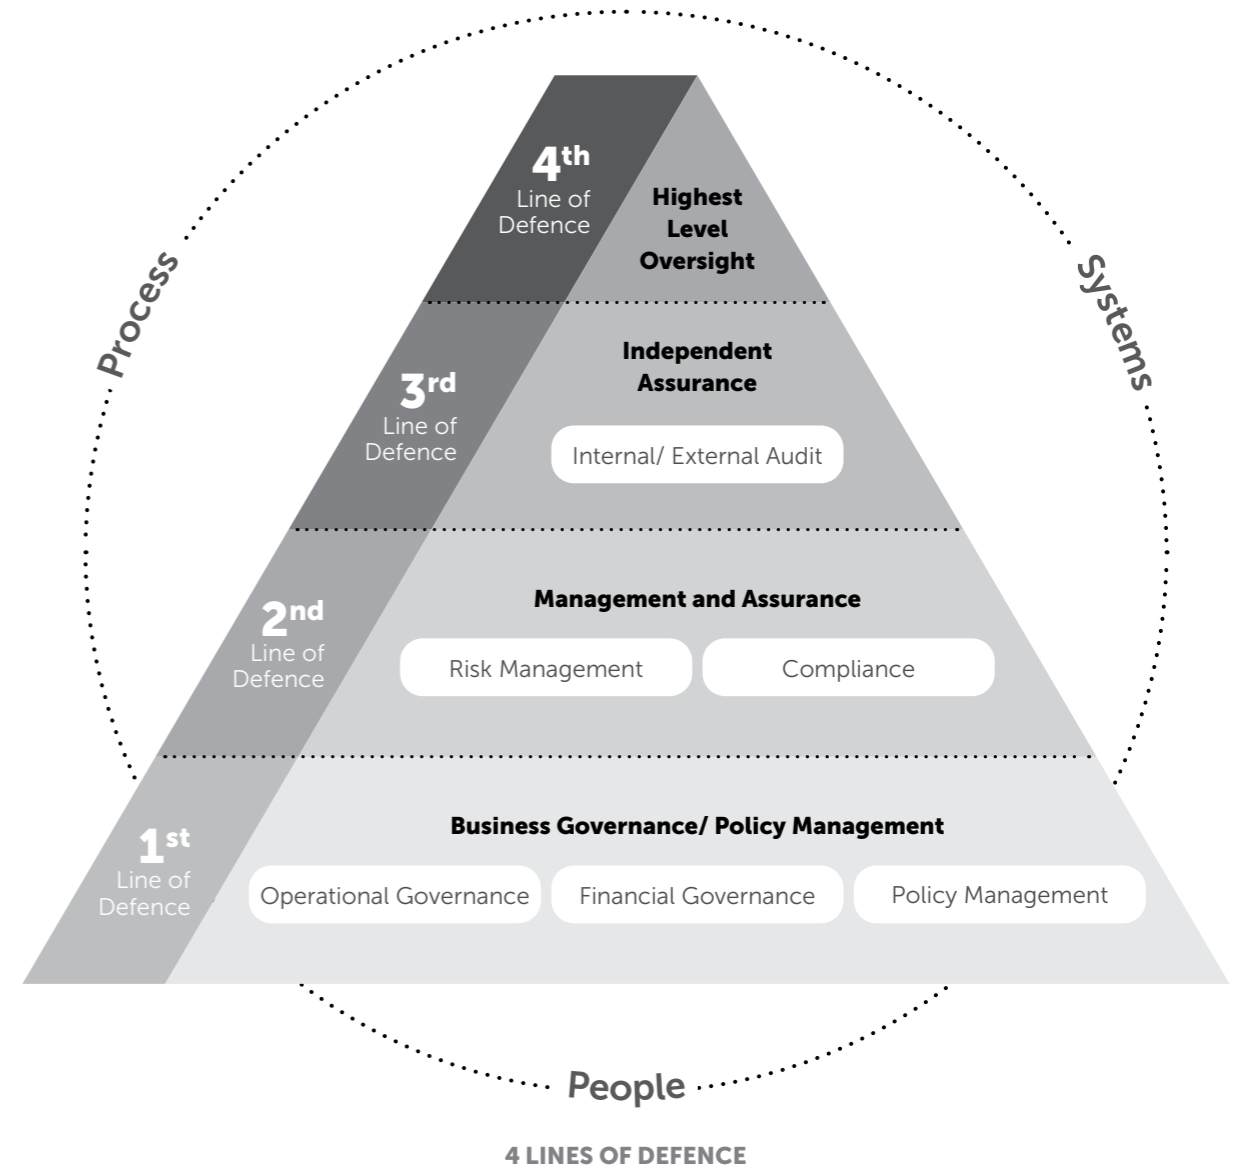 4th
Line of
Defence
Highest
Level
Oversight
Process
Systems
3rd
Line of
Defence
Independent
Assurance
Internal/ External Audit
2nd
Line of
Defence
Management and Assurance
Risk Management
Compliance
1st
Line of
Defence
Business Governance/ Policy Management
Operational Governance
Financial Governance
Policy Management
People
4 LINES OF DEFENCE